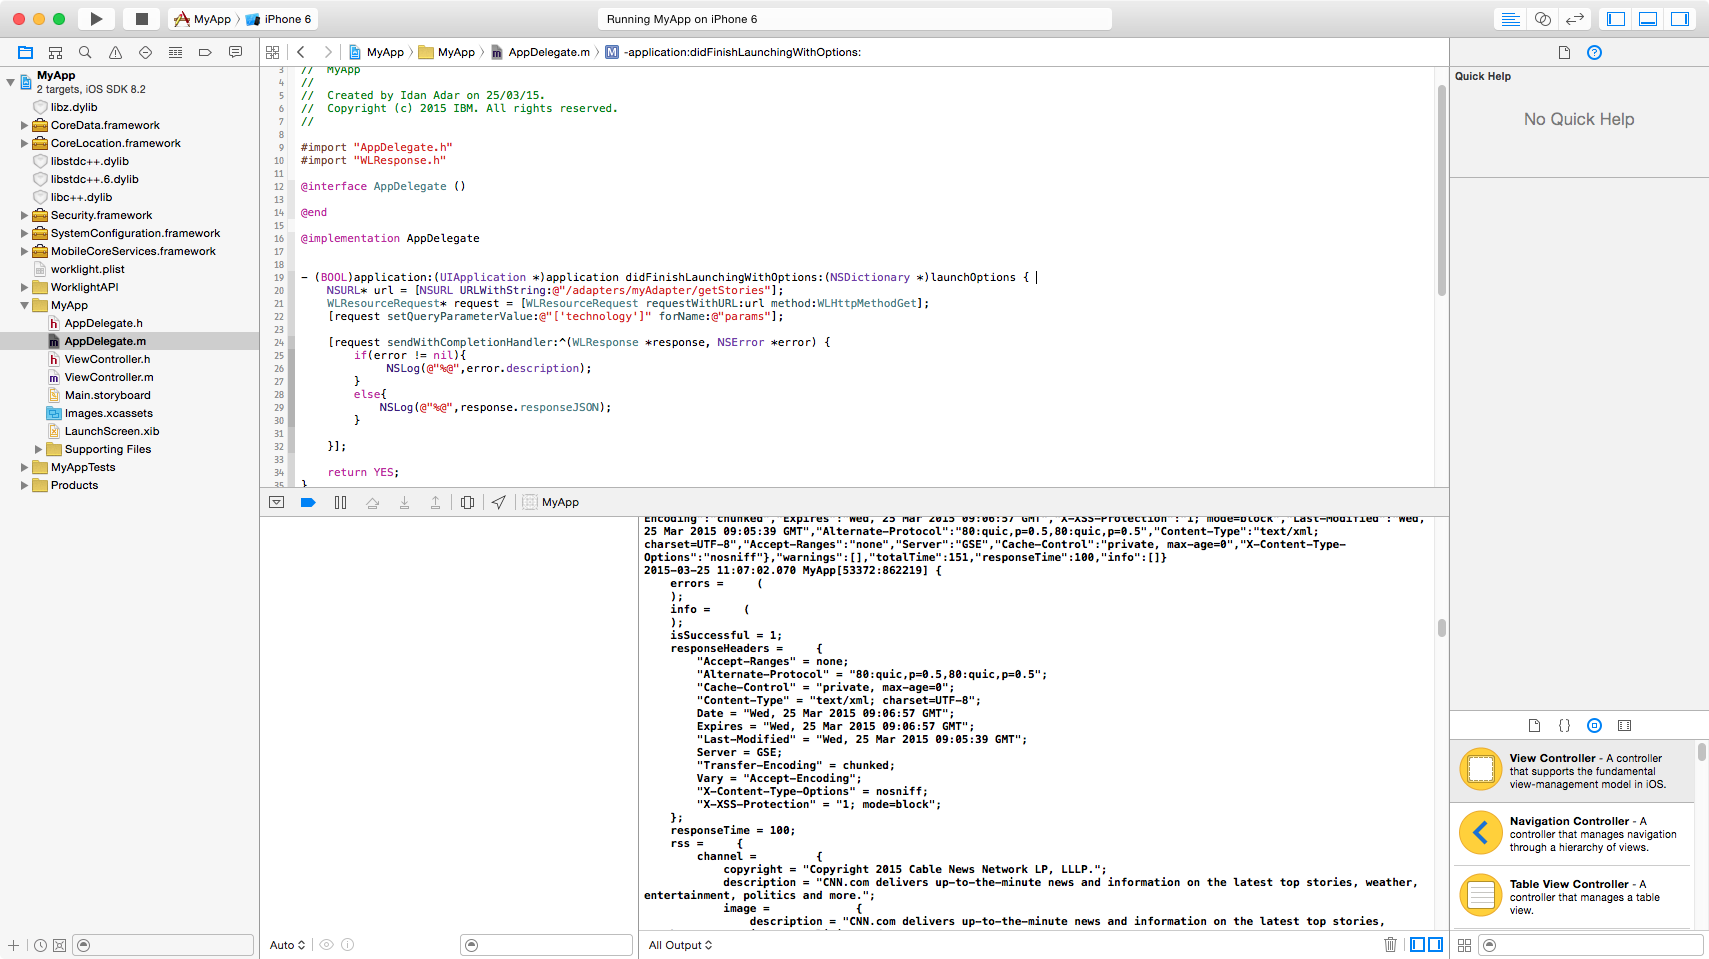 MyApp
iPhone 6
Running MyApp on iPhone 6
MyApp
MyApp
AppDelegate.m
M
-application:didFinishLaunchingWithOptions:
MyApp
2 targets, iOS SDK 8.2
libz.dylib
CoreData.framework
CoreLocation.framework
libstdc++.dylib
libstdc++.6.dylib
libc++.dylib
Security.framework
SystemConfiguration.framework
MobileCoreServices.framework
worklight.plist
WorklightAPI
MyApp
h AppDelegate.h
m AppDelegate.m
h ViewController.h
m ViewController.m
Main.storyboard
Images.xcassets
LaunchScreen.xib
Supporting Files
MyAppTests
Products
3 //  MyApp
4 //
5 //  Created by Idan Adar on 25/03/15.
6 //  Copyright (c) 2015 IBM. All rights reserved.
7 //
8
9 #import "AppDelegate.h"
10 #import "WLResponse.h"
11
12 @interface AppDelegate ()
13
14 @end
15
16 @implementation AppDelegate
17
18
19 - (BOOL)application:(UIApplication *)application didFinishLaunchingWithOptions:(NSDictionary *)launchOptions {
20     NSURL* url = [NSURL URLWithString:@"/adapters/myAdapter/getStories"];
21     WLResourceRequest* request = [WLResourceRequest requestWithURL:url method:WLHttpMethodGet];
22     [request setQueryParameterValue:@"['technology']" forName:@"params"];
23
24     [request sendWithCompletionHandler:^(WLResponse *response, NSError *error) {
25         if(error != nil){
26              NSLog(@"%@",error.description);
27         }
28         else{
29             NSLog(@"%@",response.responseJSON);
30         }
31
32     }];
33
34     return YES;
35 }
MyApp
Encoding":"chunked","Expires":"Wed, 25 Mar 2015 09:06:57 GMT","X-XSS-Protection":"1; mode=block","Last-Modified":"Wed,
25 Mar 2015 09:05:39 GMT","Alternate-Protocol":"80:quic,p=0.5,80:quic,p=0.5","Content-Type":"text/xml;
charset=UTF-8","Accept-Ranges":"none","Server":"GSE","Cache-Control":"private, max-age=0","X-Content-Type-
Options":"nosniff"},"warnings":[],"totalTime":151,"responseTime":100,"info":[]}
2015-03-25 11:07:02.070 MyApp[53372:862219] {
    errors =     (
    );
    info =     (
    );
    isSuccessful = 1;
    responseHeaders =     {
        "Accept-Ranges" = none;
        "Alternate-Protocol" = "80:quic,p=0.5,80:quic,p=0.5";
        "Cache-Control" = "private, max-age=0";
        "Content-Type" = "text/xml; charset=UTF-8";
        Date = "Wed, 25 Mar 2015 09:06:57 GMT";
        Expires = "Wed, 25 Mar 2015 09:06:57 GMT";
        "Last-Modified" = "Wed, 25 Mar 2015 09:05:39 GMT";
        Server = GSE;
        "Transfer-Encoding" = chunked;
        Vary = "Accept-Encoding";
        "X-Content-Type-Options" = nosniff;
        "X-XSS-Protection" = "1; mode=block";
    };
    responseTime = 100;
    rss =     {
        channel =         {
            copyright = "Copyright 2015 Cable News Network LP, LLLP.";
            description = "CNN.com delivers up-to-the-minute news and information on the latest top stories, weather,
entertainment, politics and more.";
            image =             {
                description = "CNN.com delivers up-to-the-minute news and information on the latest top stories,
Auto
All Output
Quick Help
No Quick Help
{}
View Controller - A controller
that supports the fundamental
view-management model in iOS.
Navigation Controller - A
controller that manages navigation
through a hierarchy of views.
Table View Controller - A
controller that manages a table
view.